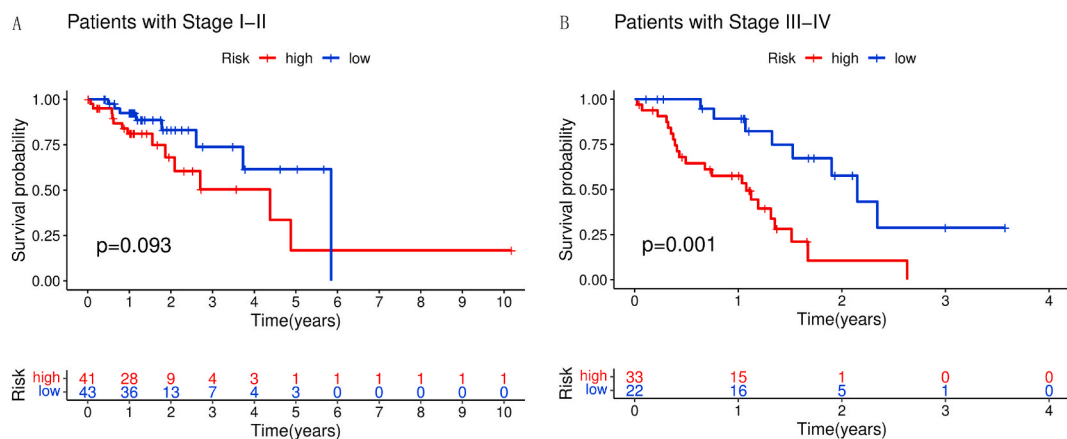 A Patients with Stage I-II
Risk high low
Survival probability
1.00
0.75
0.50
0.25
0.00
p=0.093
0 1 2 3 4 5 6 7 8 9 10
Time(years)
Risk
high 41 28 9 4 3 1 1 1 1 1 1
low 43 36 13 7 4 3 0 0 0 0 0
0 1 2 3 4 5 6 7 8 9 10
Time(years)
B Patients with Stage III-IV
Risk high low
Survival probability
1.00
0.75
0.50
0.25
0.00
p=0.001
0 1 2 3 4
Time(years)
Risk
high 33 15 1 0 0
low 22 16 5 1 0
0 1 2 3 4
Time(years)